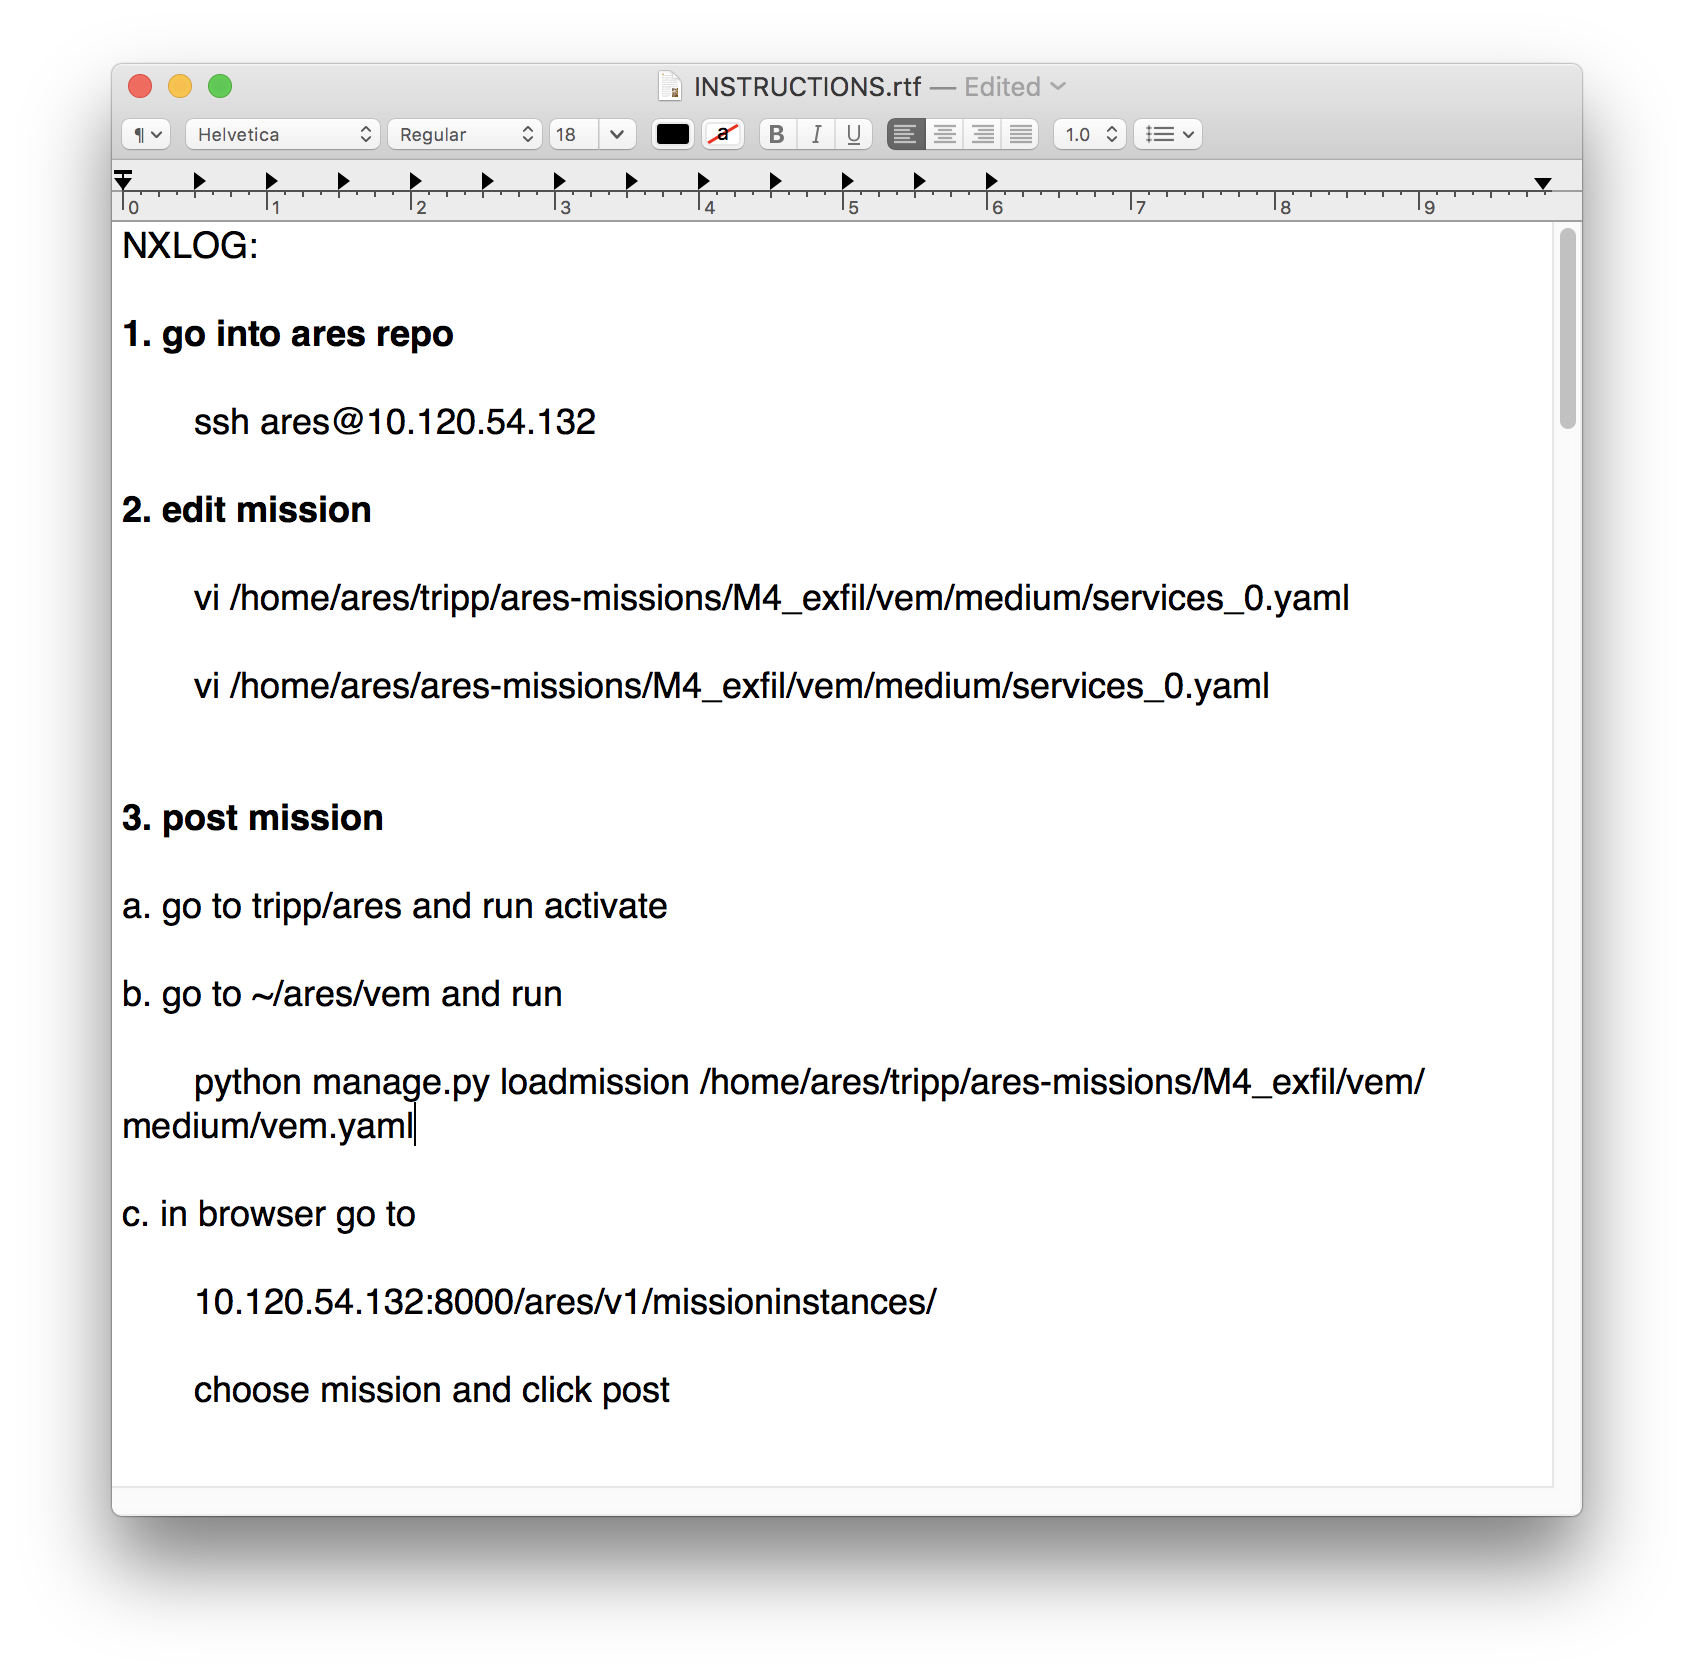 INSTRUCTIONS.rtf — Edited
¶ Helvetica Regular 18 a B I U 1.0
0 1 2 3 4 5 6 7 8 9
NXLOG:
1. go into ares repo
ssh ares@10.120.54.132
2. edit mission
vi /home/ares/tripp/ares-missions/M4_exfil/vem/medium/services_0.yaml
vi /home/ares/ares-missions/M4_exfil/vem/medium/services_0.yaml
3. post mission
a. go to tripp/ares and run activate
b. go to ~/ares/vem and run
python manage.py loadmission /home/ares/tripp/ares-missions/M4_exfil/vem/
medium/vem.yaml
c. in browser go to
10.120.54.132:8000/ares/v1/missioninstances/
choose mission and click post